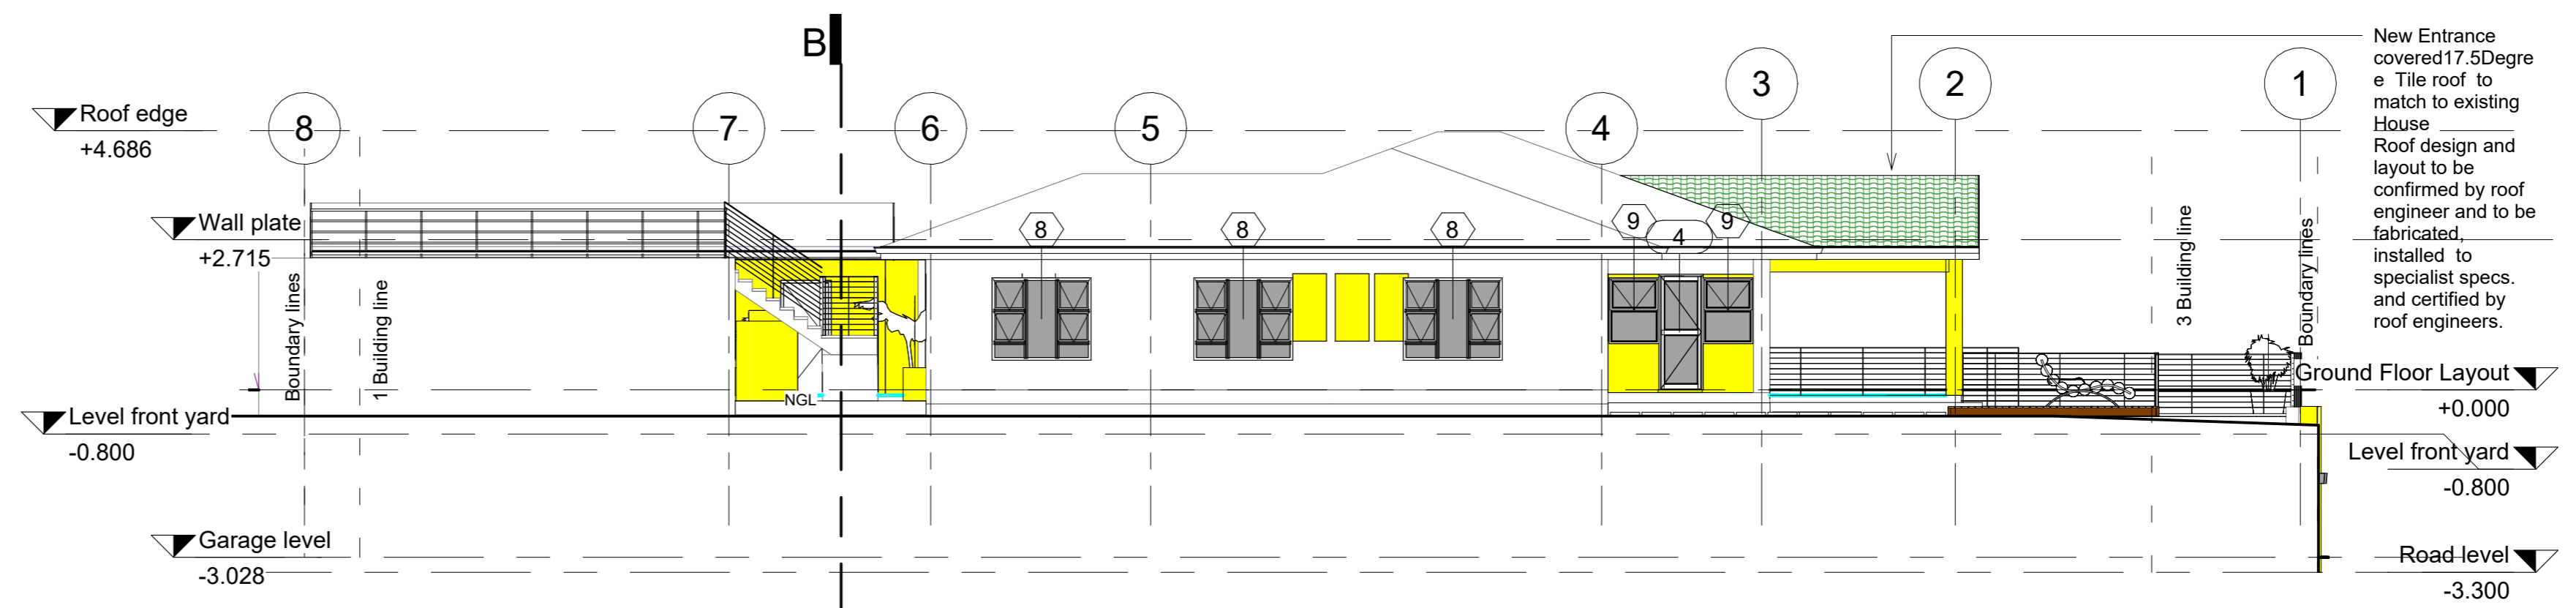 B
New Entrance
covered17.5Degre
e Tile roof to
match to existing
House
Roof design and
layout to be
confirmed by roof
engineer and to be
fabricated,
installed to
specialist specs.
and certified by
roof engineers.
8
7
6
5
4
3
2
1
Roof edge
+4.686
Wall plate
+2.715
8
8
8
9
4
9
Boundary lines
1 Building line
3 Building line
Boundary lines
NGL
Ground Floor Layout
+0.000
Level front yard
-0.800
Level front yard
-0.800
Garage level
-3.028
Road level
-3.300